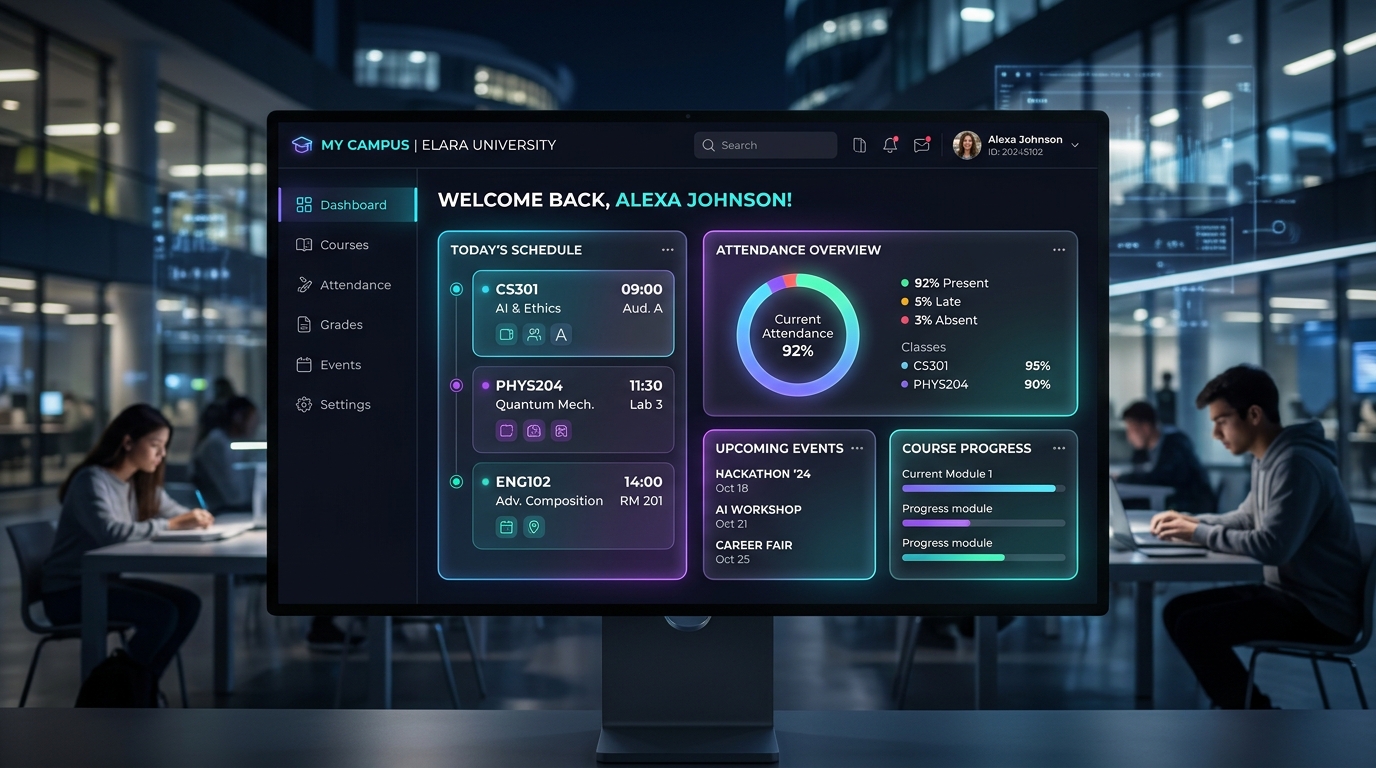 MY CAMPUS | ELARA UNIVERSITY
Search
Alexa Johnson
ID: 20245102
Dashboard
Courses
Attendance
Grades
Events
Settings
WELCOME BACK, ALEXA JOHNSON!
TODAY'S SCHEDULE
CS301 09:00
AI & Ethics Aud. A
A
PHYS204 11:30
Quantum Mech. Lab 3
ENG102 14:00
Adv. Composition RM 201
ATTENDANCE OVERVIEW
Current
Attendance
92%
92% Present
5% Late
3% Absent
Classes
CS301 95%
PHYS204 90%
UPCOMING EVENTS
HACKATHON '24
Oct 18
AI WORKSHOP
Oct 21
CAREER FAIR
Oct 25
COURSE PROGRESS
Current Module 1
Progress module
Progress module